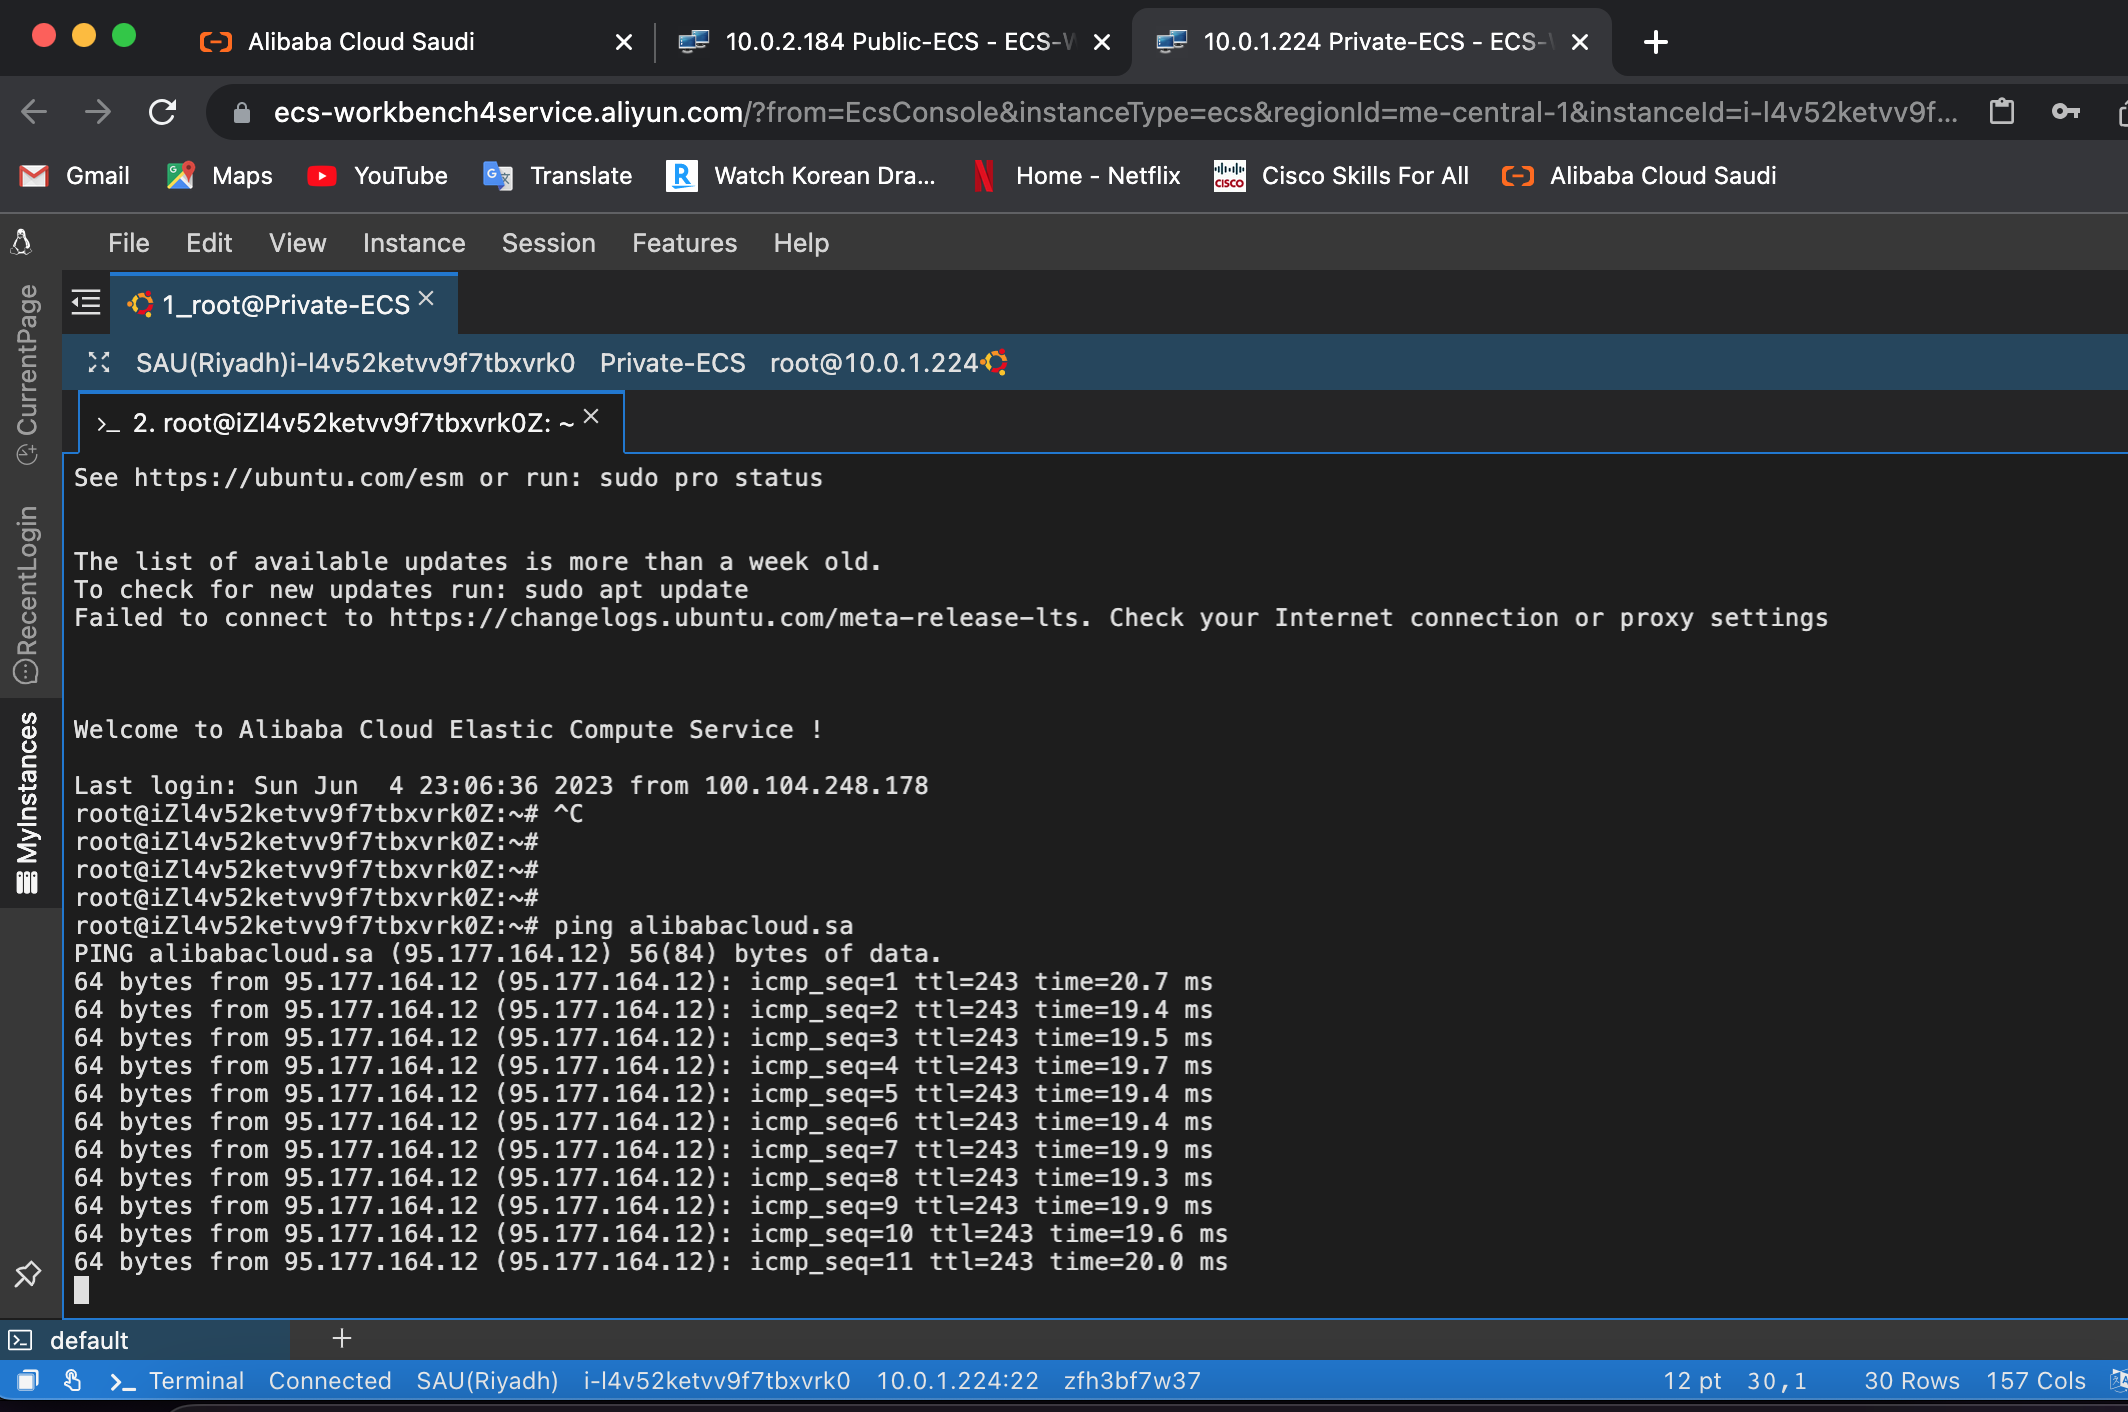 Alibaba Cloud Saudi
10.0.2.184 Public-ECS - ECS-W
10.0.1.224 Private-ECS - ECS-
ecs-workbench4service.aliyun.com/?from=EcsConsole&instanceType=ecs&regionId=me-central-1&instanceId=i-l4v52ketvv9f...
Gmail
Maps
YouTube
Translate
Watch Korean Dra...
Home - Netflix
CISCO
Cisco Skills For All
Alibaba Cloud Saudi
File Edit View Instance Session Features Help
CurrentPage
RecentLogin
MyInstances
1_root@Private-ECS
SAU(Riyadh)i-l4v52ketvv9f7tbxvrk0 Private-ECS root@10.0.1.224
>_ 2. root@iZl4v52ketvv9f7tbxvrk0Z: ~
See https://ubuntu.com/esm or run: sudo pro status
The list of available updates is more than a week old.
To check for new updates run: sudo apt update
Failed to connect to https://changelogs.ubuntu.com/meta-release-lts. Check your Internet connection or proxy settings
Welcome to Alibaba Cloud Elastic Compute Service !
Last login: Sun Jun  4 23:06:36 2023 from 100.104.248.178
root@iZl4v52ketvv9f7tbxvrk0Z:~# ^C
root@iZl4v52ketvv9f7tbxvrk0Z:~#
root@iZl4v52ketvv9f7tbxvrk0Z:~#
root@iZl4v52ketvv9f7tbxvrk0Z:~#
root@iZl4v52ketvv9f7tbxvrk0Z:~# ping alibabacloud.sa
PING alibabacloud.sa (95.177.164.12) 56(84) bytes of data.
64 bytes from 95.177.164.12 (95.177.164.12): icmp_seq=1 ttl=243 time=20.7 ms
64 bytes from 95.177.164.12 (95.177.164.12): icmp_seq=2 ttl=243 time=19.4 ms
64 bytes from 95.177.164.12 (95.177.164.12): icmp_seq=3 ttl=243 time=19.5 ms
64 bytes from 95.177.164.12 (95.177.164.12): icmp_seq=4 ttl=243 time=19.7 ms
64 bytes from 95.177.164.12 (95.177.164.12): icmp_seq=5 ttl=243 time=19.4 ms
64 bytes from 95.177.164.12 (95.177.164.12): icmp_seq=6 ttl=243 time=19.4 ms
64 bytes from 95.177.164.12 (95.177.164.12): icmp_seq=7 ttl=243 time=19.9 ms
64 bytes from 95.177.164.12 (95.177.164.12): icmp_seq=8 ttl=243 time=19.3 ms
64 bytes from 95.177.164.12 (95.177.164.12): icmp_seq=9 ttl=243 time=19.9 ms
64 bytes from 95.177.164.12 (95.177.164.12): icmp_seq=10 ttl=243 time=19.6 ms
64 bytes from 95.177.164.12 (95.177.164.12): icmp_seq=11 ttl=243 time=20.0 ms
default
Terminal Connected SAU(Riyadh) i-l4v52ketvv9f7tbxvrk0 10.0.1.224:22 zfh3bf7w37 12 pt 30,1 30 Rows 157 Cols